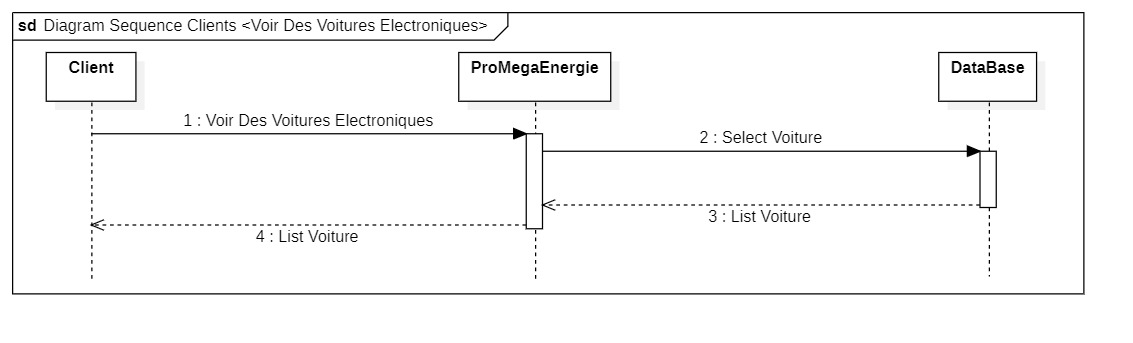 sd Diagram Sequence Clients <Voir Des Voitures Electroniques>
Client
ProMegaEnergie
DataBase
1 : Voir Des Voitures Electroniques
2 : Select Voiture
3 : List Voiture
4 : List Voiture